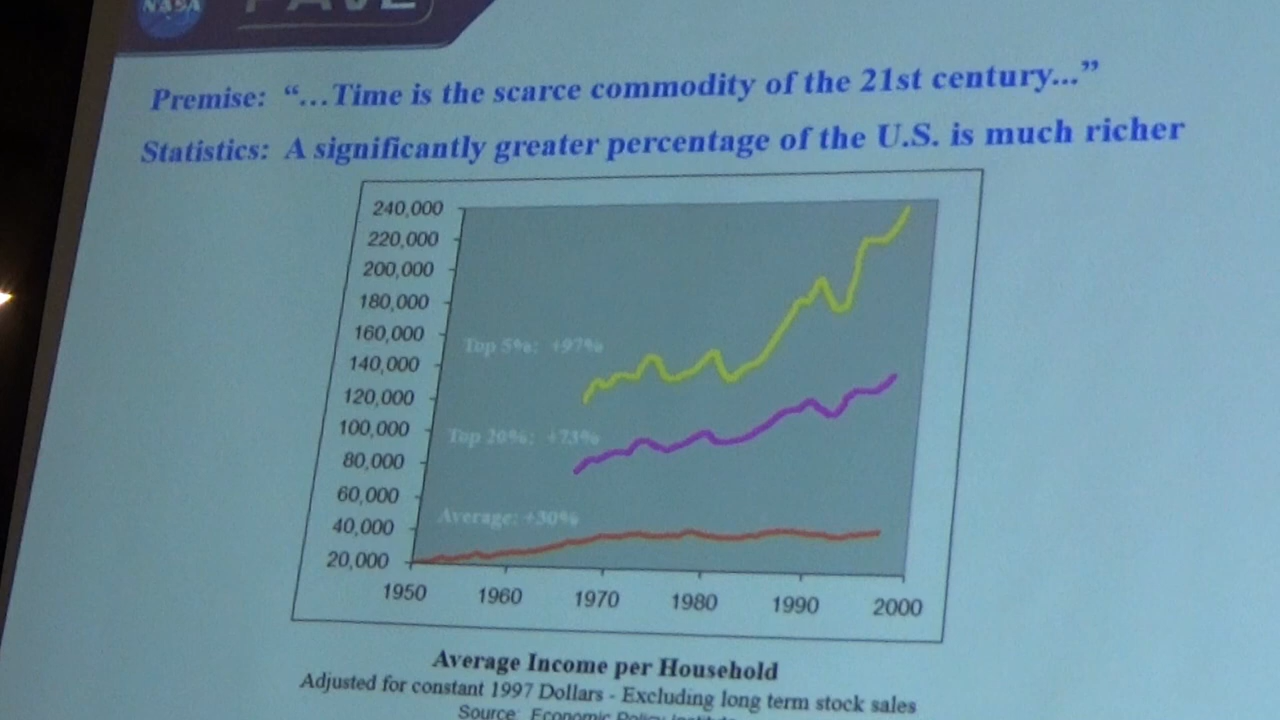 NASA
PAVE
Premise: “...Time is the scarce commodity of the 21st century...”
Statistics: A significantly greater percentage of the U.S. is much richer
240,000
220,000
200,000
180,000
160,000
140,000
120,000
100,000
80,000
60,000
40,000
20,000
Top 5%: +97%
Top 20%: +73%
Average: +30%
1950 1960 1970 1980 1990 2000
Average Income per Household
Adjusted for constant 1997 Dollars - Excluding long term stock sales
Source: Economic Policy Institute